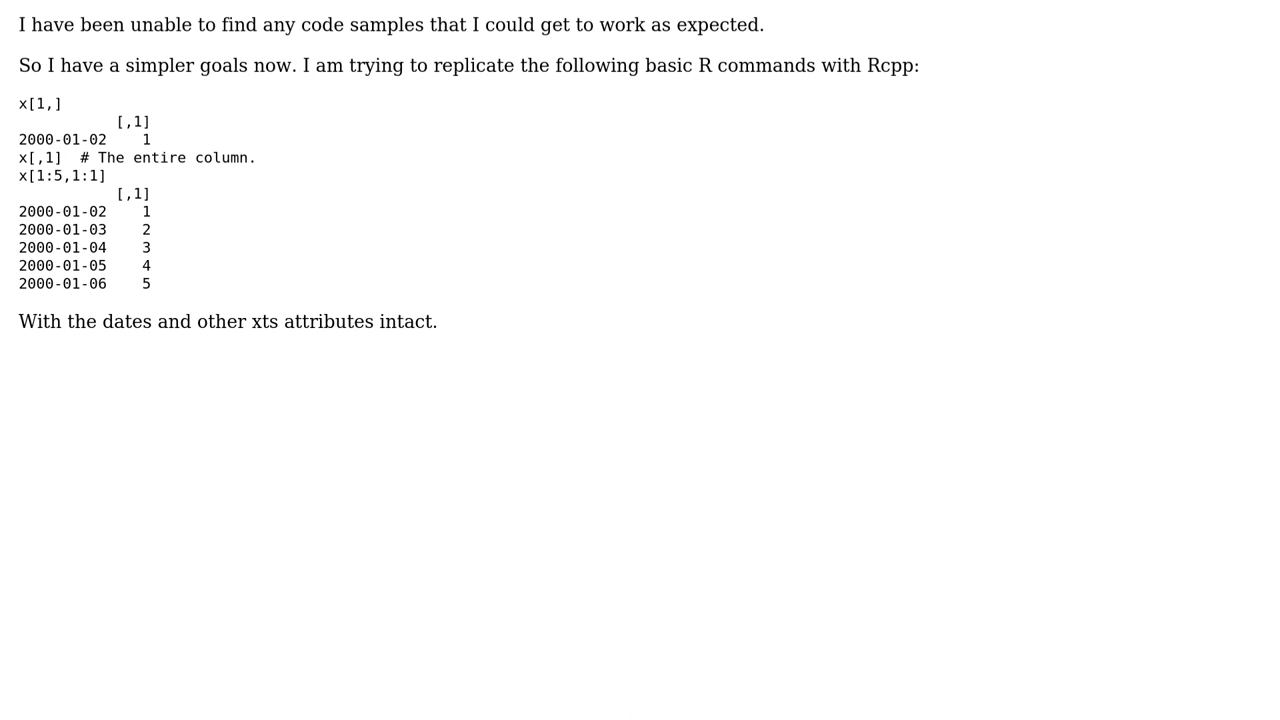 I have been unable to find any code samples that I could get to work as expected.
So I have a simpler goals now. I am trying to replicate the following basic R commands with Rcpp:
x[1,]
           [,1]
2000-01-02    1
x[,1]  # The entire column.
x[1:5,1:1]
           [,1]
2000-01-02    1
2000-01-03    2
2000-01-04    3
2000-01-05    4
2000-01-06    5
With the dates and other xts attributes intact.